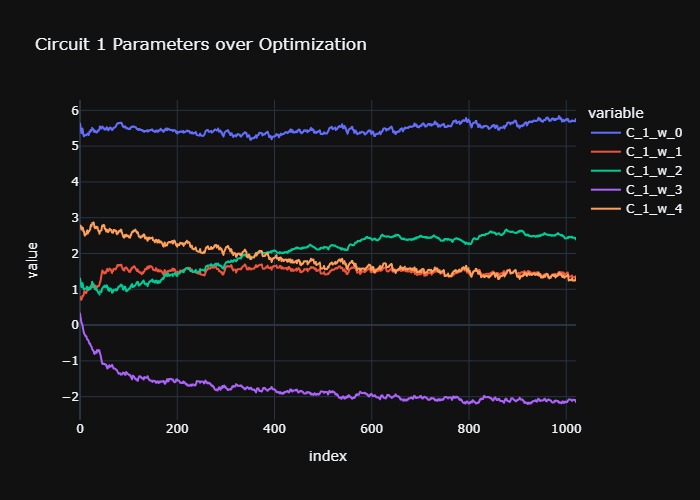 Circuit 1 Parameters over Optimization
variable
C_1_w_0
C_1_w_1
C_1_w_2
C_1_w_3
C_1_w_4
value
6
5
4
3
2
1
0
−1
−2
0 200 400 600 800 1000
index